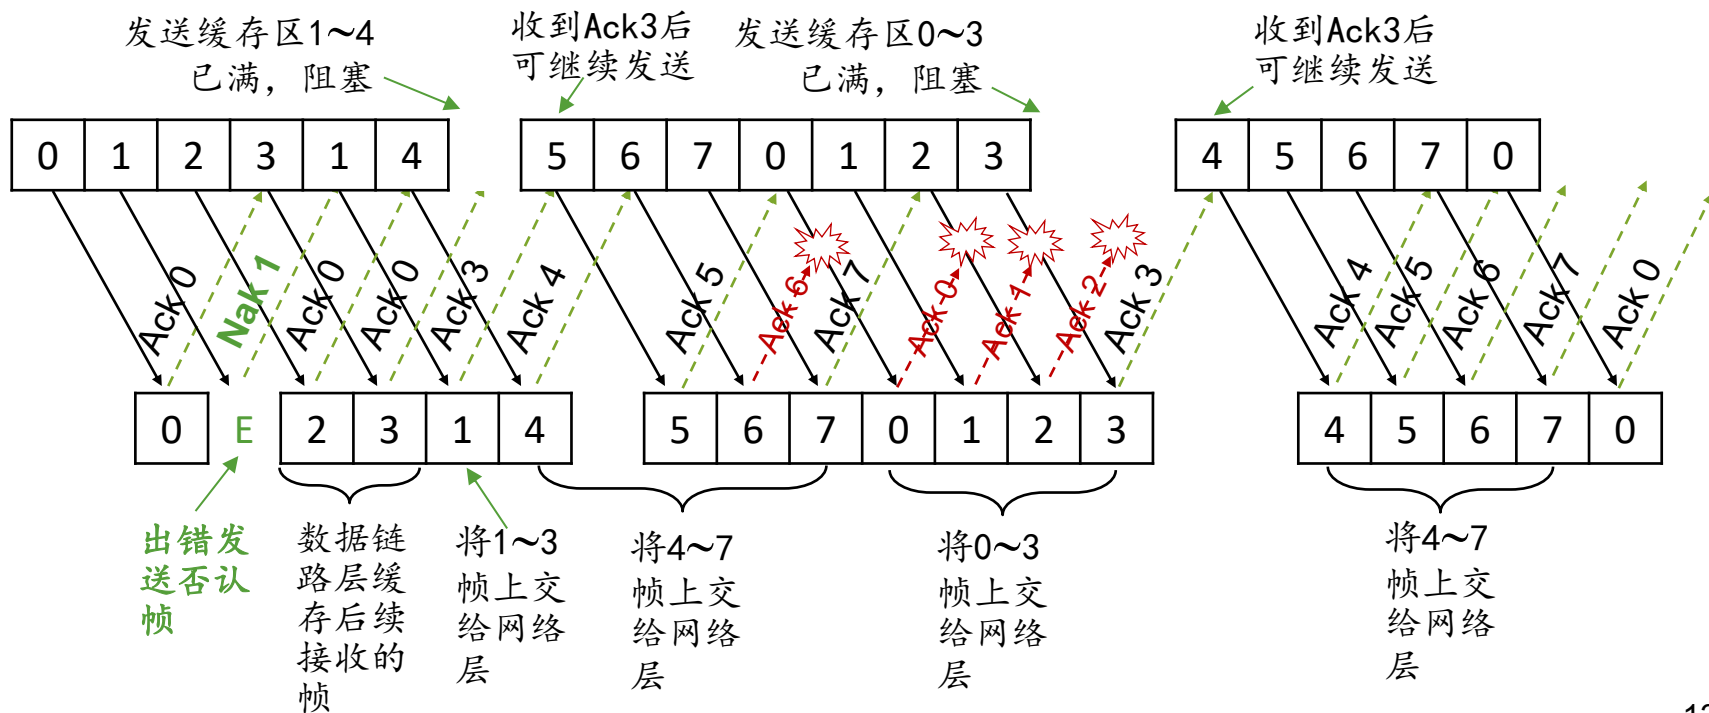 发送缓存区1～4
已满，阻塞
收到Ack3后
可继续发送
发送缓存区0～3
已满，阻塞
收到Ack3后
可继续发送
0 1 2 3 1 4
5 6 7 0 1 2 3
4 5 6 7 0
Ack 0
Nak 1
Ack 0
Ack 0
Ack 3
Ack 4
Ack 5
Ack 6
Ack 7
Ack 0
Ack 1
Ack 2
Ack 3
Ack 4
Ack 5
Ack 6
Ack 7
Ack 0
0 E 2 3 1 4
5 6 7 0 1 2 3
4 5 6 7 0
出错发
送否认
帧
数据链
路层缓
存后续
接收的
帧
将1～3
帧上交
给网络
层
将4～7
帧上交
给网络
层
将0～3
帧上交
给网络
层
将4～7
帧上交
给网络
层